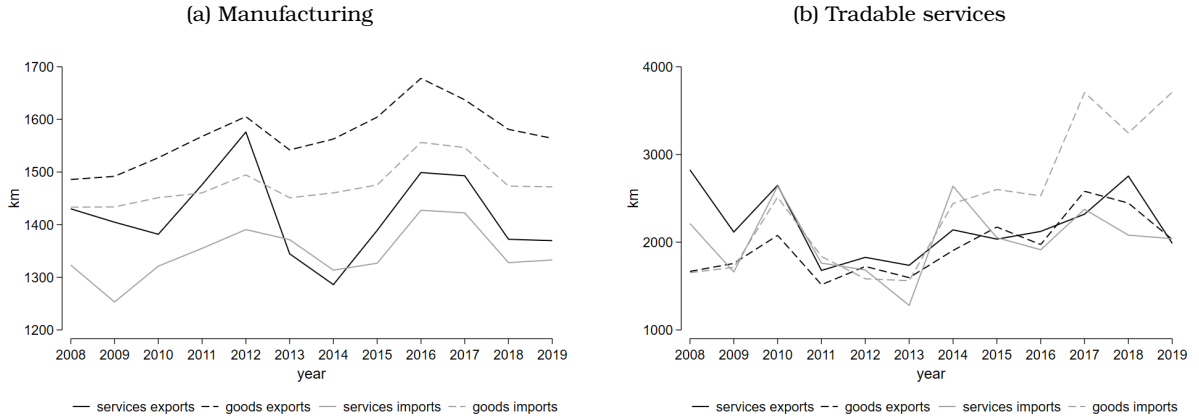 (a) Manufacturing
1700
1600
1500
1400
1300
1200
km
2008 2009 2010 2011 2012 2013 2014 2015 2016 2017 2018 2019
year
services exports goods exports services imports goods imports
(b) Tradable services
4000
3000
2000
1000
km
2008 2009 2010 2011 2012 2013 2014 2015 2016 2017 2018 2019
year
services exports goods exports services imports goods imports